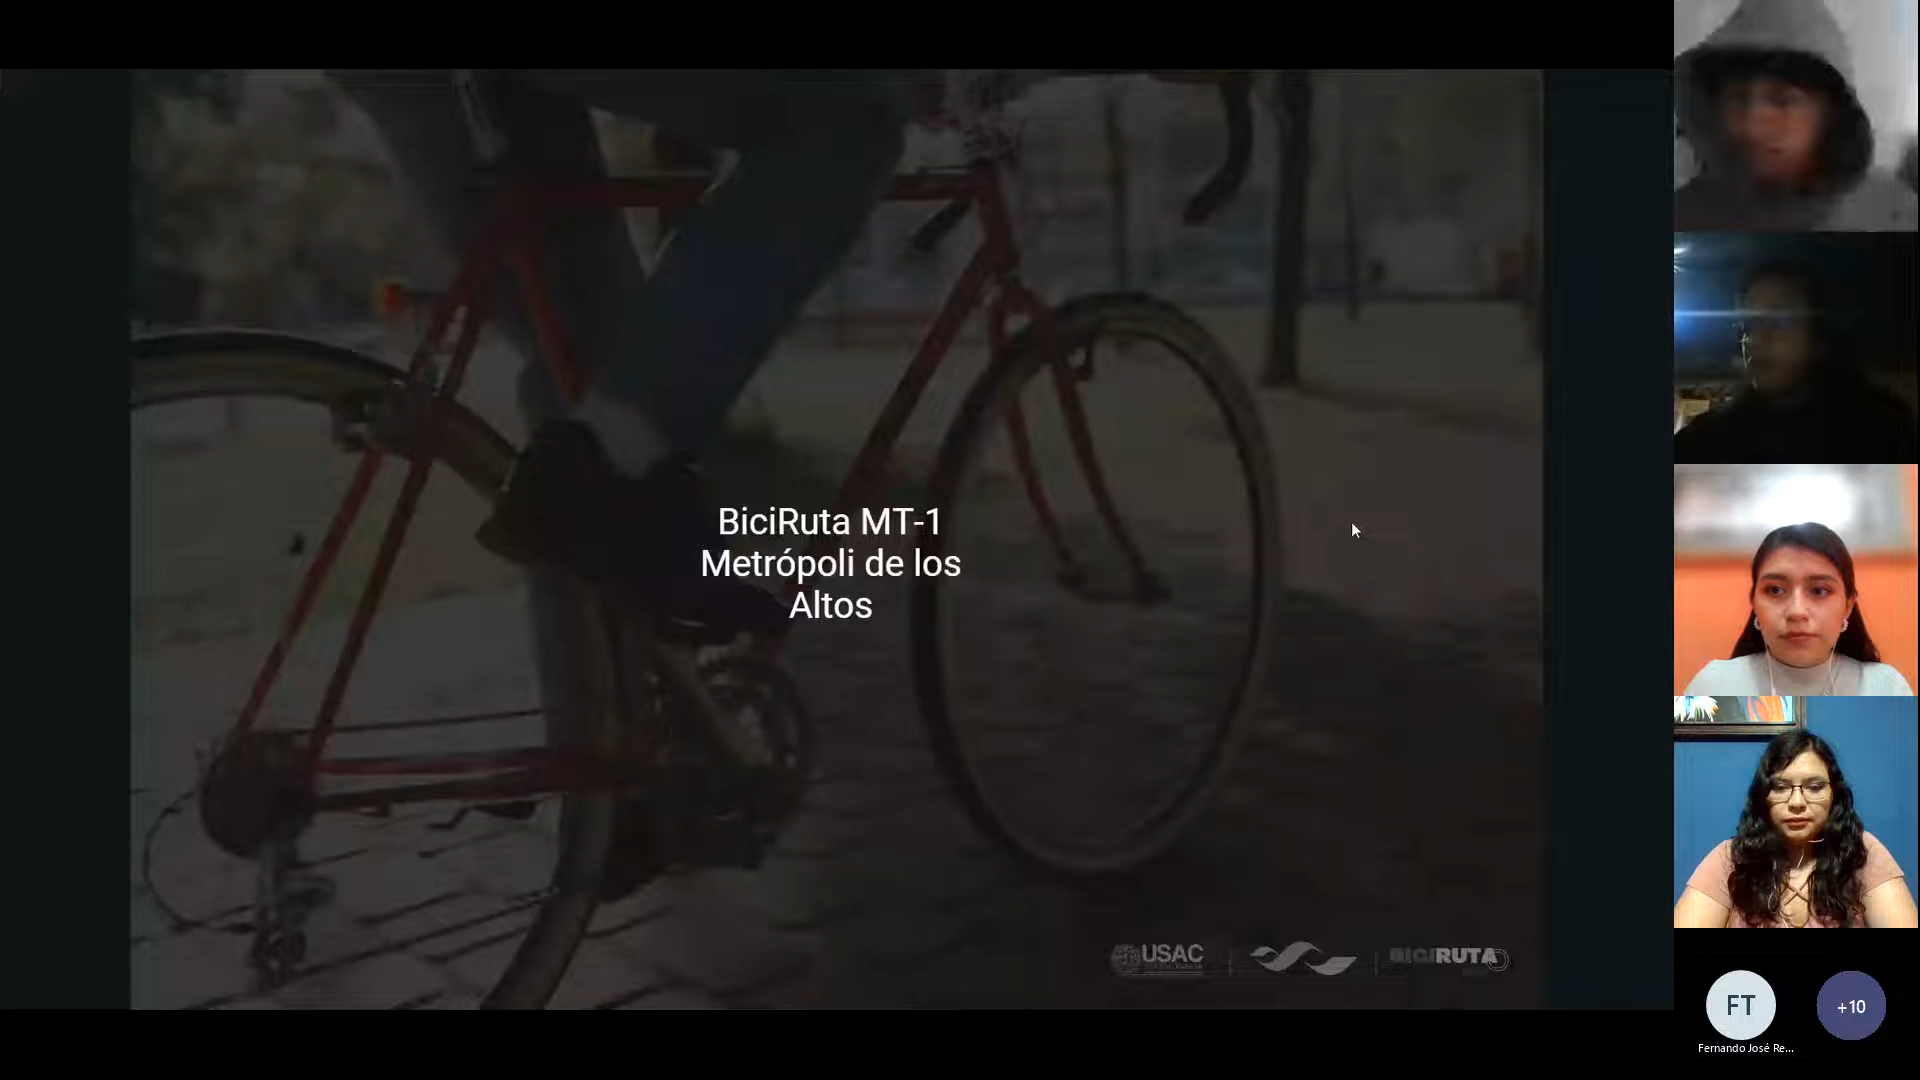 BiciRuta MT-1
Metrópoli de los
Altos
USAC
BICIRUTA
FT
+10
Fernando José Re...